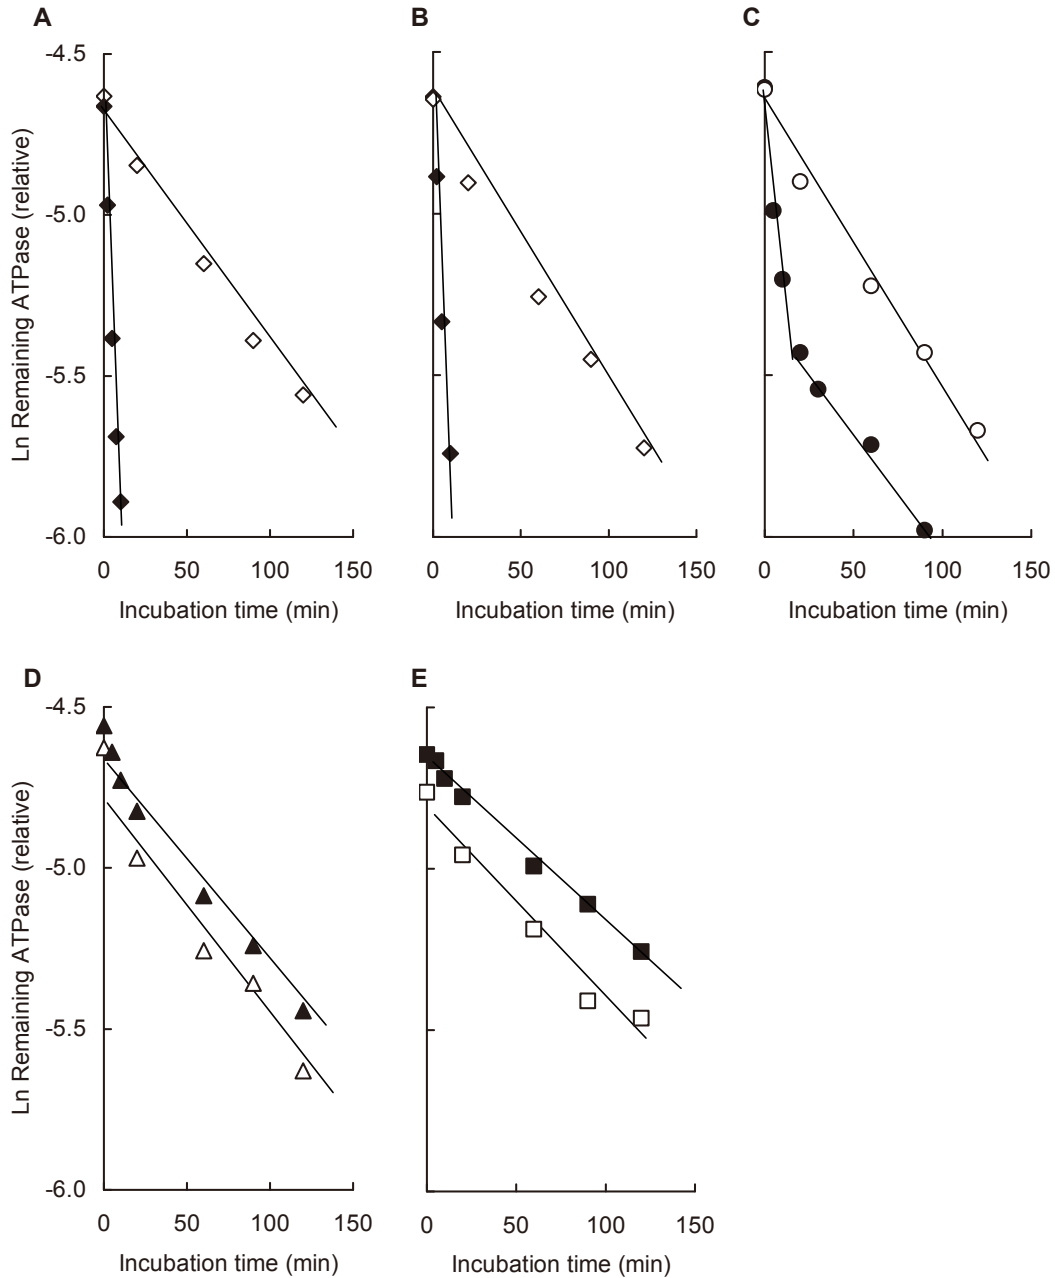 A B C
-4.5
-5.0
-5.5
-6.0
Ln Remaining ATPase (relative)
0 50 100 150 0 50 100 150 0 50 100 150
Incubation time (min) Incubation time (min) Incubation time (min)
D E
-4.5
-5.0
-5.5
-6.0
Ln Remaining ATPase (relative)
0 50 100 150 0 50 100 150
Incubation time (min) Incubation time (min)